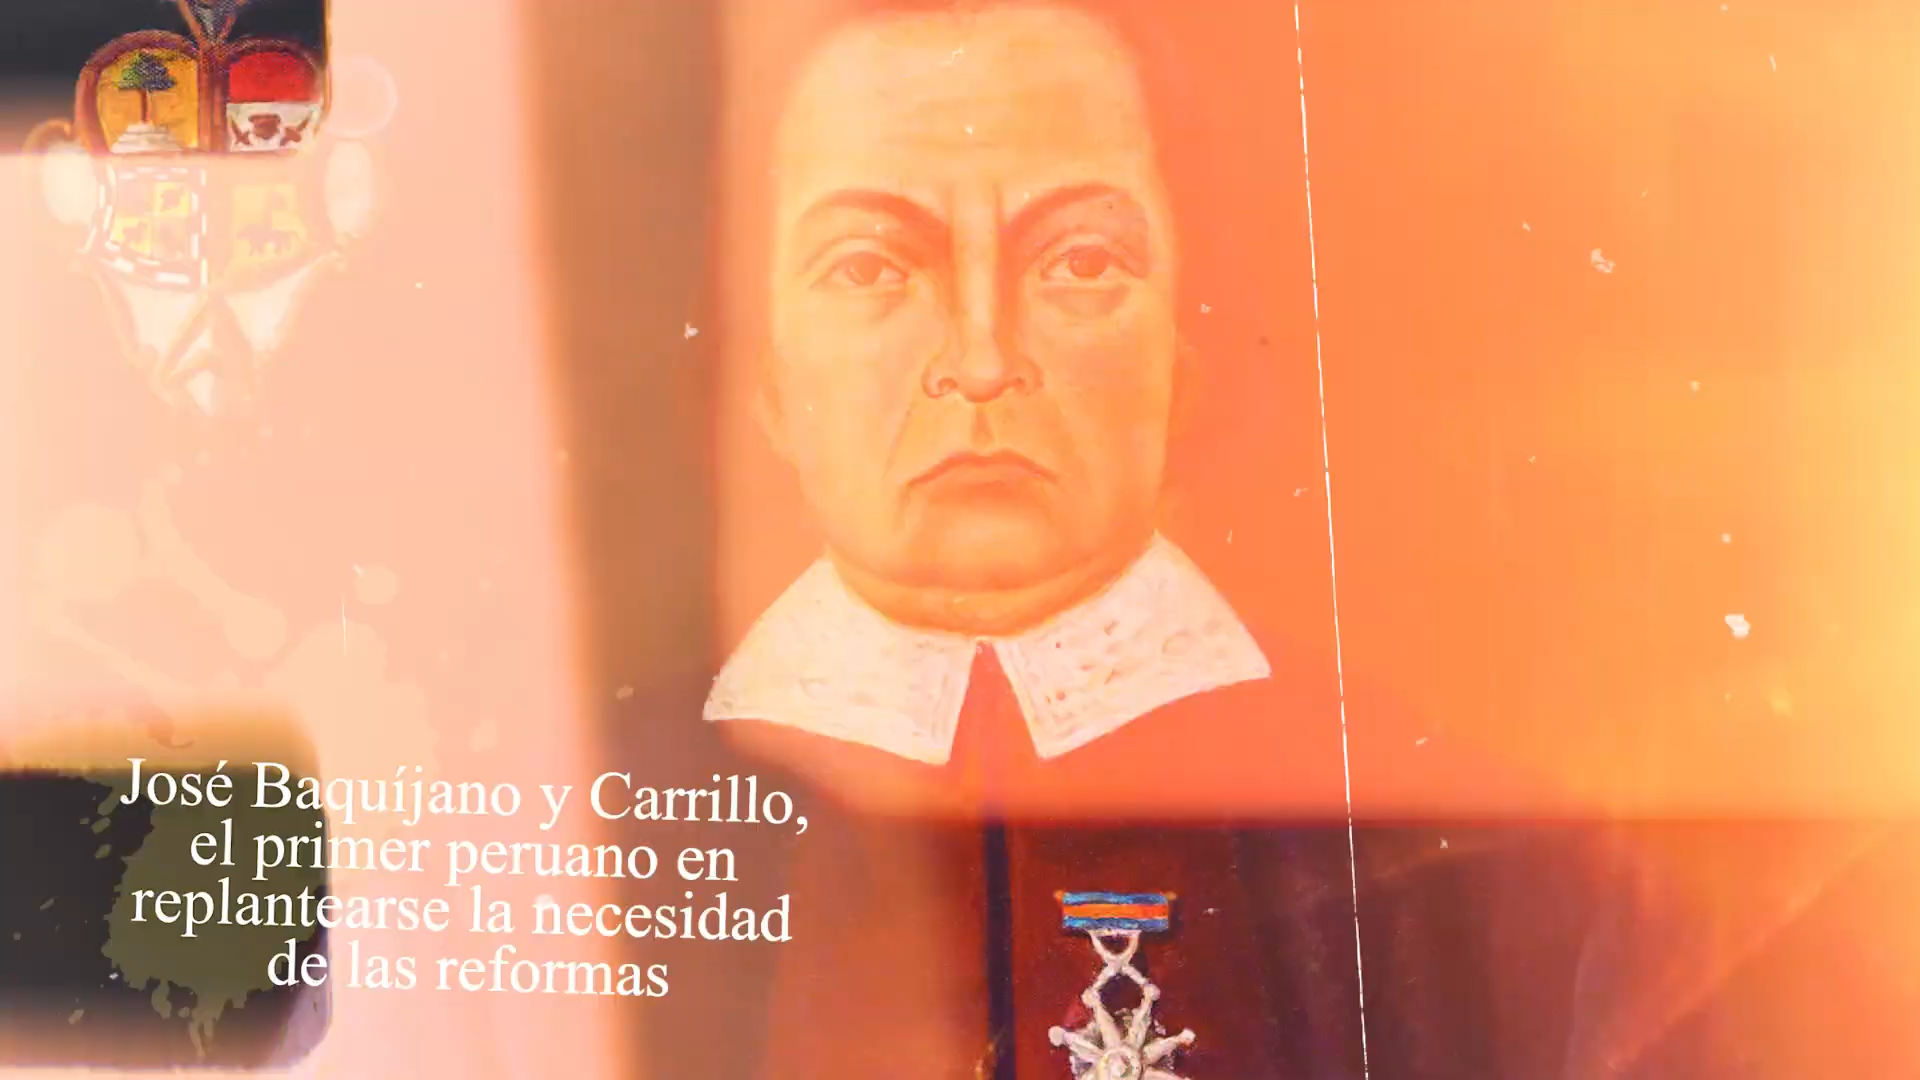 José Baquíjano y Carrillo,
el primer peruano en
replantearse la necesidad
de las reformas